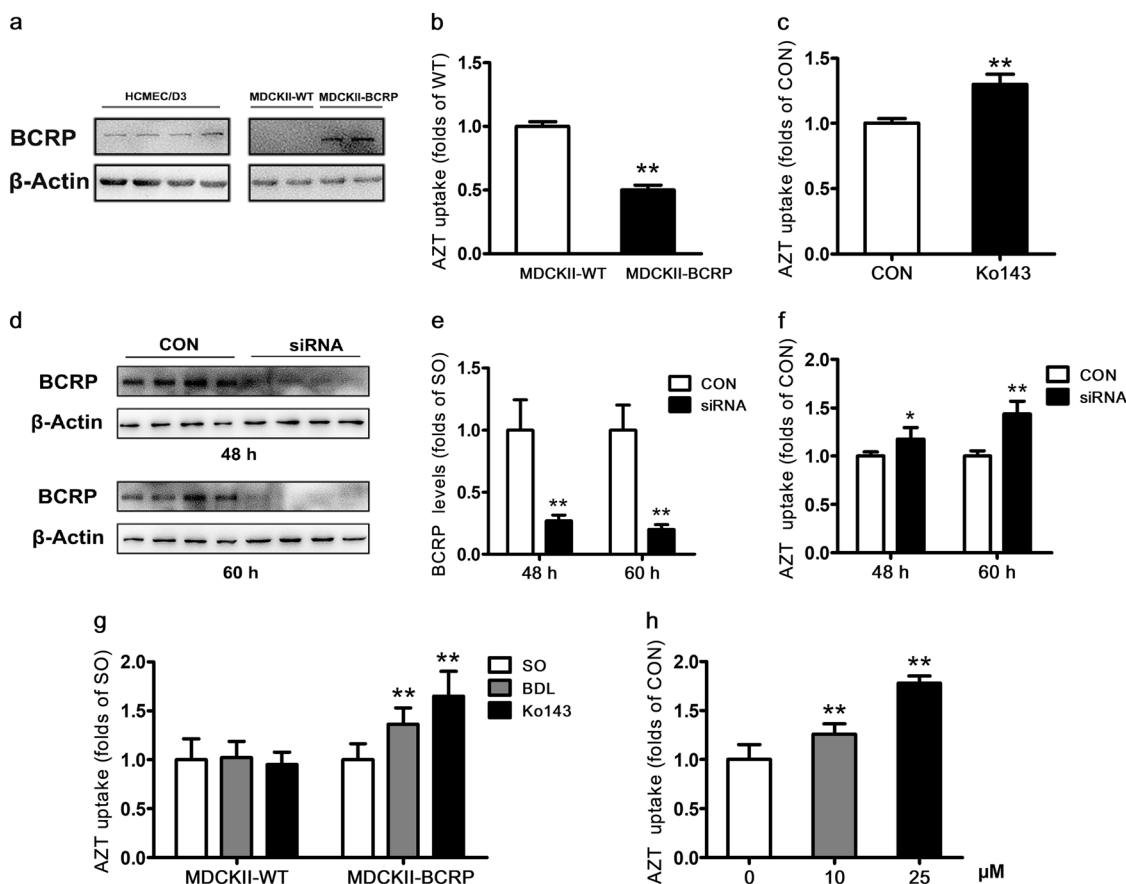 a
HCMEC/D3
MDCKII-WT
MDCKII-BCRP
BCRP
β-Actin
b
AZT uptake (folds of WT)
1.5
1.0
0.5
0.0
**
MDCKII-WT
MDCKII-BCRP
c
AZT uptake (folds of CON)
1.5
1.0
0.5
0.0
**
CON
Ko143
d
CON
siRNA
BCRP
β-Actin
48 h
BCRP
β-Actin
60 h
e
BCRP levels (folds of SO)
1.5
1.0
0.5
0.0
**
**
48 h
60 h
CON
siRNA
f
AZT uptake (folds of CON)
2.0
1.5
1.0
0.5
0.0
*
**
48 h
60 h
CON
siRNA
g
AZT uptake (folds of SO)
2.0
1.5
1.0
0.5
0.0
**
**
MDCKII-WT
MDCKII-BCRP
SO
BDL
Ko143
h
AZT uptake (folds of CON)
2.0
1.5
1.0
0.5
0.0
**
**
0
10
25
µM